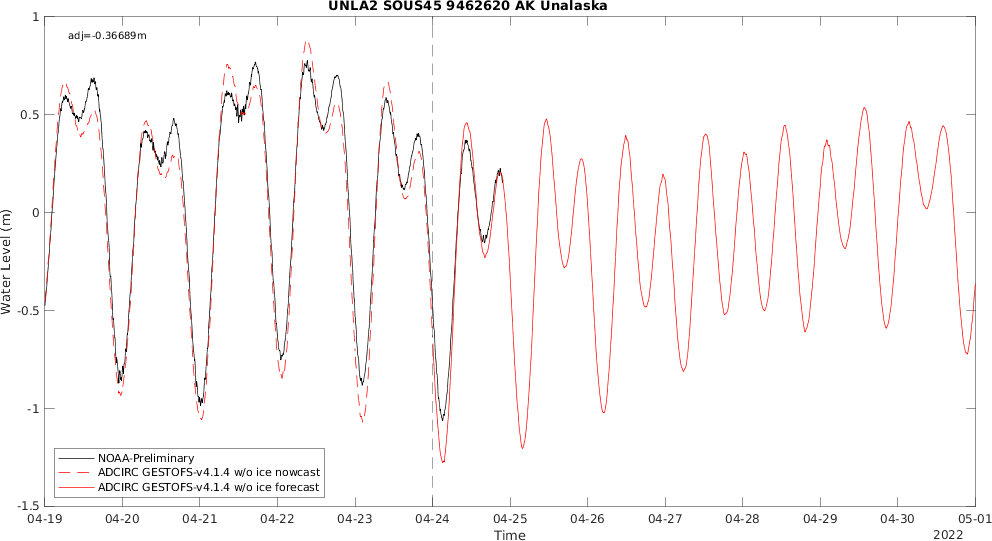 UNLA2 SOUS45 9462620 AK Unalaska
adj=-0.36689m
1
0.5
0
-0.5
-1
-1.5
Water Level (m)
NOAA-Preliminary
ADCIRC GESTOFS-v4.1.4 w/o ice nowcast
ADCIRC GESTOFS-v4.1.4 w/o ice forecast
04-19 04-20 04-21 04-22 04-23 04-24 04-25 04-26 04-27 04-28 04-29 04-30 05-01
Time
2022